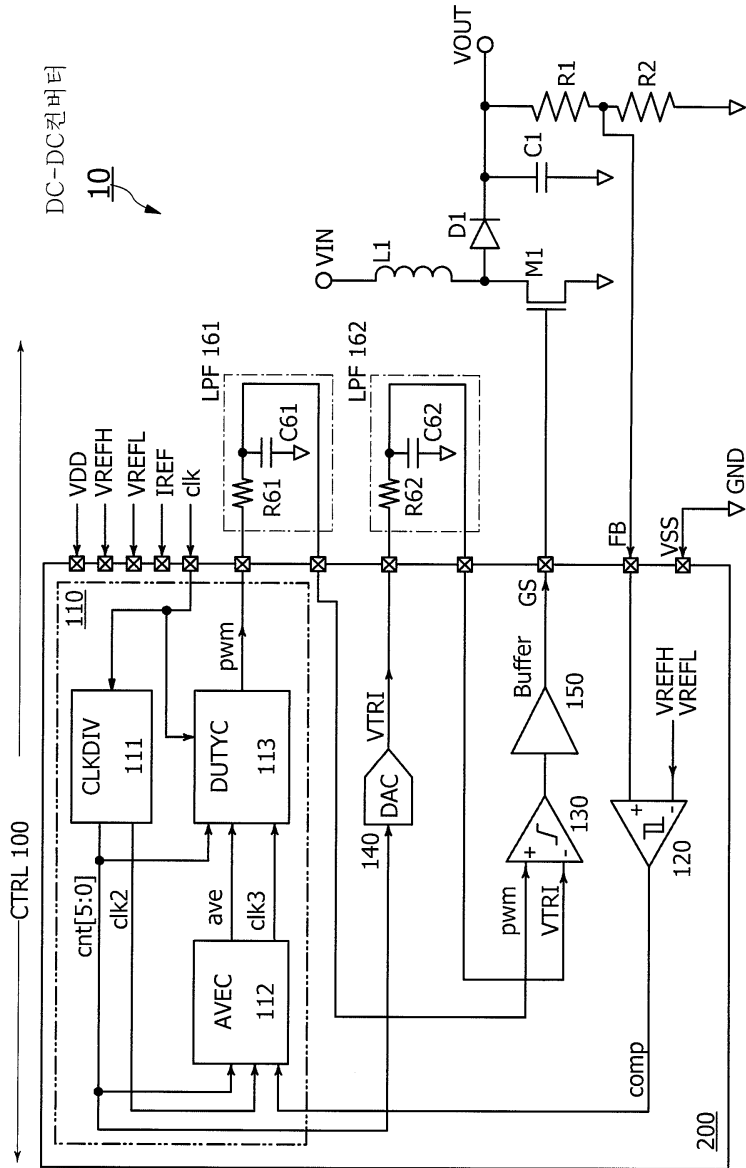 DC-DC컨버터
10
CTRL 100
110
VDD
VREFH
VREFL
IREF
clk
CLKDIV
111
cnt[5:0]
clk2
DUTYC
113
pwm
ave
clk3
AVEC
112
LPF 161
R61
C61
LPF 162
R62
C62
VTRI
DAC
140
VIN
L1
D1
VOUT
M1
C1
R1
R2
GS
Buffer
150
pwm
VTRI
+
-
130
FB
VSS
GND
VREFH
VREFL
+
-
120
comp
200